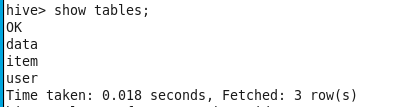 hive> show tables;
OK
data
item
user
Time taken: 0.018 seconds, Fetched: 3 row(s)